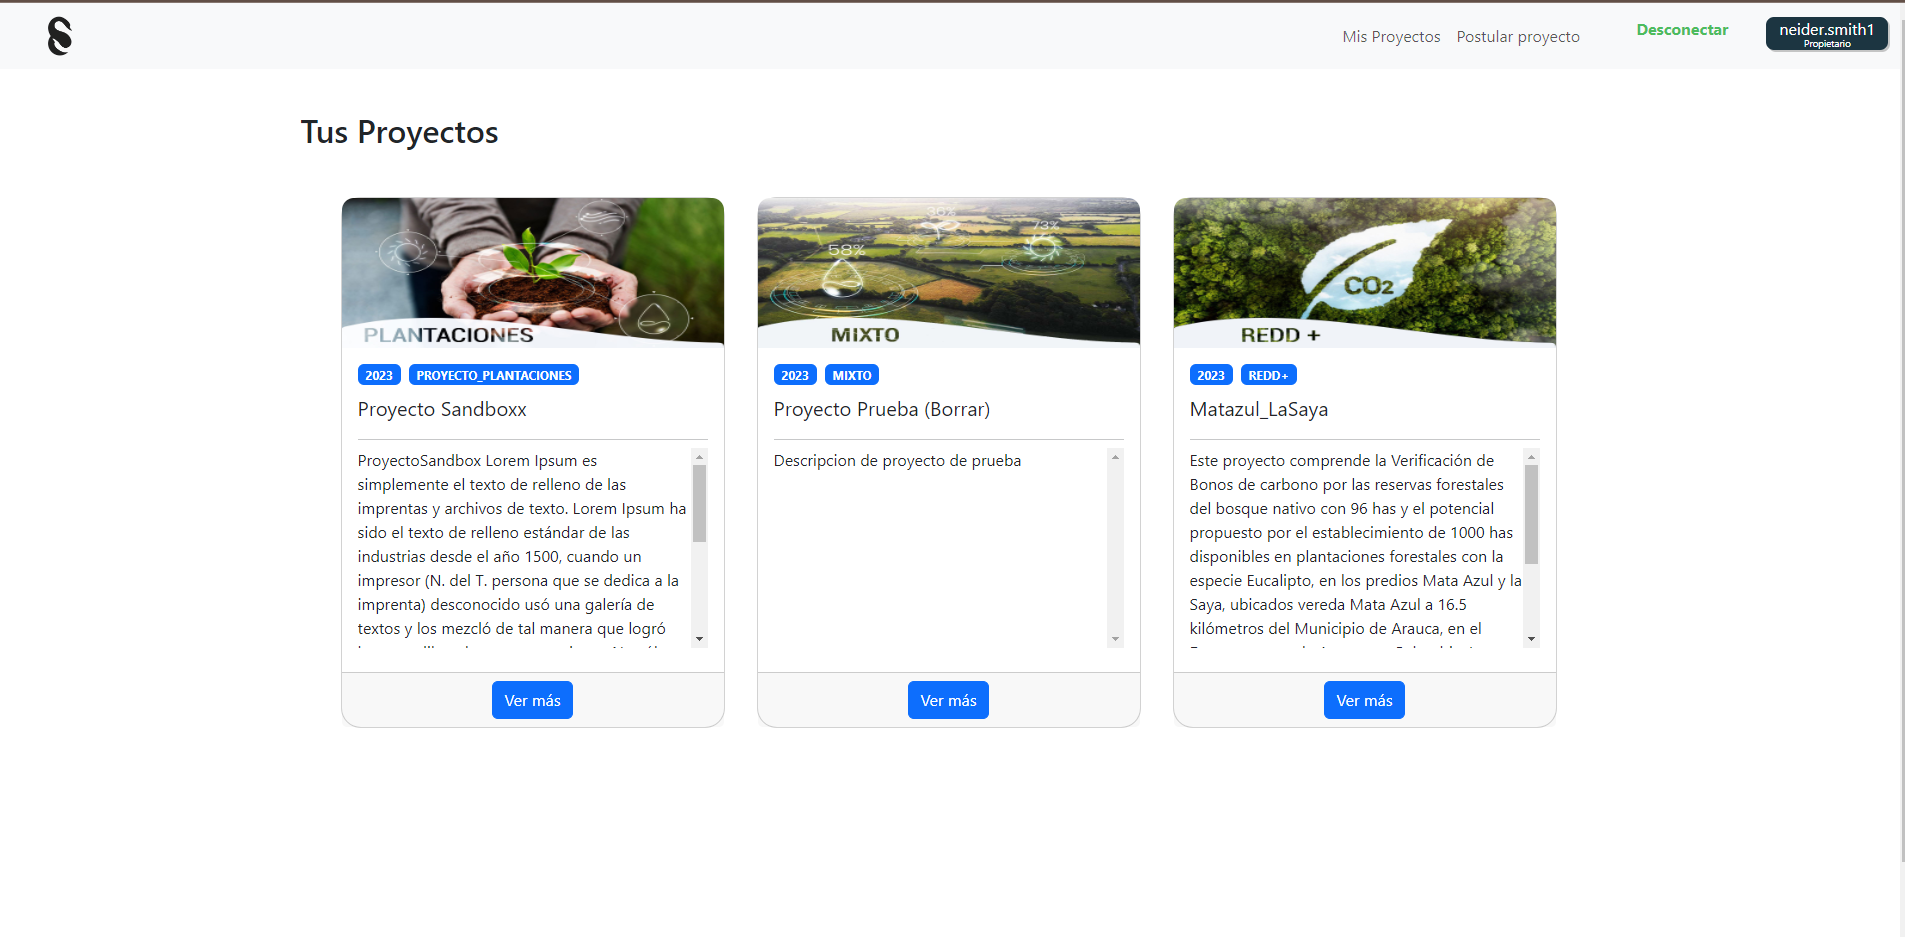 Mis Proyectos
Postular proyecto
Desconectar
neider.smith1
Propietario
Tus Proyectos
PLANTACIONES
2023
PROYECTO_PLANTACIONES
Proyecto Sandboxx
ProyectoSandbox Lorem Ipsum es
simplemente el texto de relleno de las
imprentas y archivos de texto. Lorem Ipsum ha
sido el texto de relleno estándar de las
industrias desde el año 1500, cuando un
impresor (N. del T. persona que se dedica a la
imprenta) desconocido usó una galería de
textos y los mezcló de tal manera que logró
Ver más
58%
30%
73%
MIXTO
2023
MIXTO
Proyecto Prueba (Borrar)
Descripcion de proyecto de prueba
Ver más
CO2
REDD +
2023
REDD+
Matazul_LaSaya
Este proyecto comprende la Verificación de
Bonos de carbono por las reservas forestales
del bosque nativo con 96 has y el potencial
propuesto por el establecimiento de 1000 has
disponibles en plantaciones forestales con la
especie Eucalipto, en los predios Mata Azul y la
Saya, ubicados vereda Mata Azul a 16.5
kilómetros del Municipio de Arauca, en el
Ver más